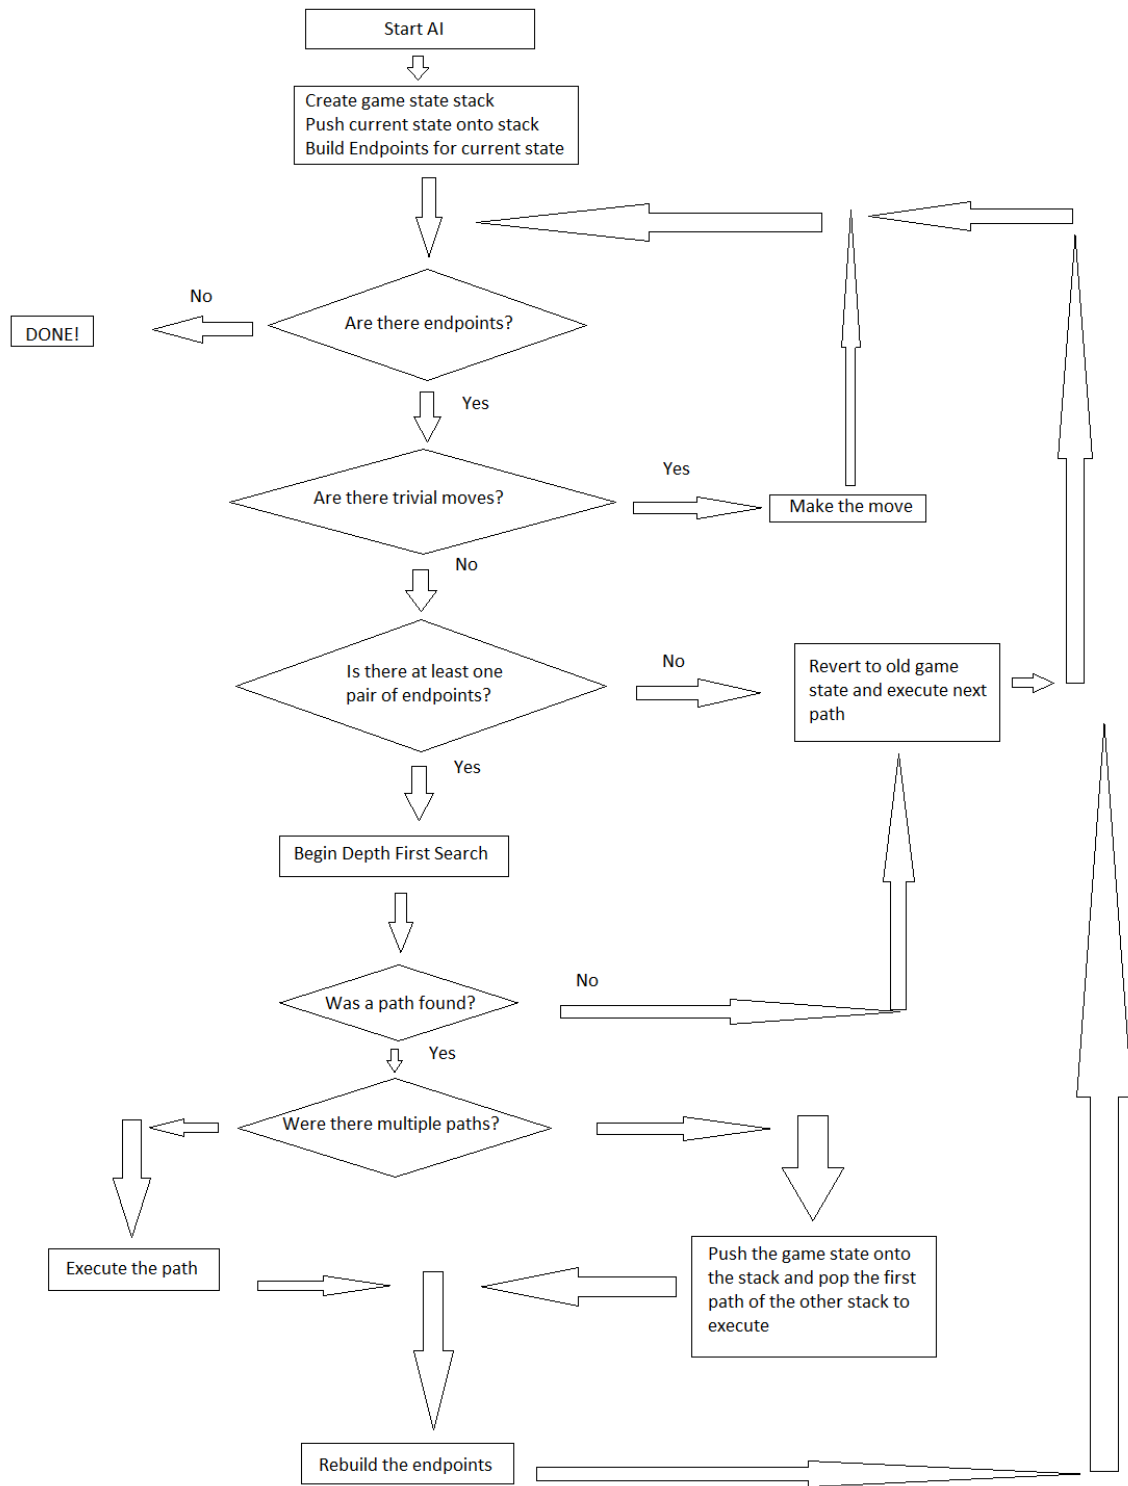 Start AI
Create game state stack
Push current state onto stack
Build Endpoints for current state
No
DONE!
Are there endpoints?
Yes
Are there trivial moves?
Yes
Make the move
No
Is there at least one
pair of endpoints?
No
Revert to old game
state and execute next
path
Yes
Begin Depth First Search
Was a path found?
No
Yes
Were there multiple paths?
Execute the path
Push the game state onto
the stack and pop the first
path of the other stack to
execute
Rebuild the endpoints